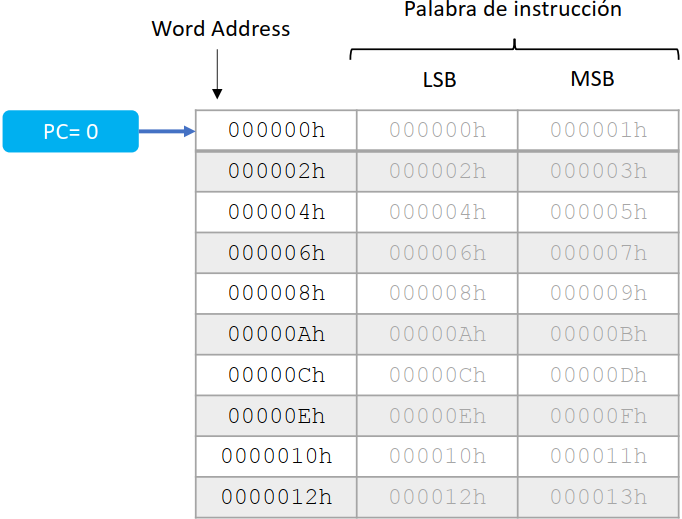 Palabra de instrucción
Word Address
LSB MSB
PC= 0
000000h 000000h 000001h
000002h 000002h 000003h
000004h 000004h 000005h
000006h 000006h 000007h
000008h 000008h 000009h
00000Ah 00000Ah 00000Bh
00000Ch 00000Ch 00000Dh
00000Eh 00000Eh 00000Fh
0000010h 000010h 000011h
0000012h 000012h 000013h